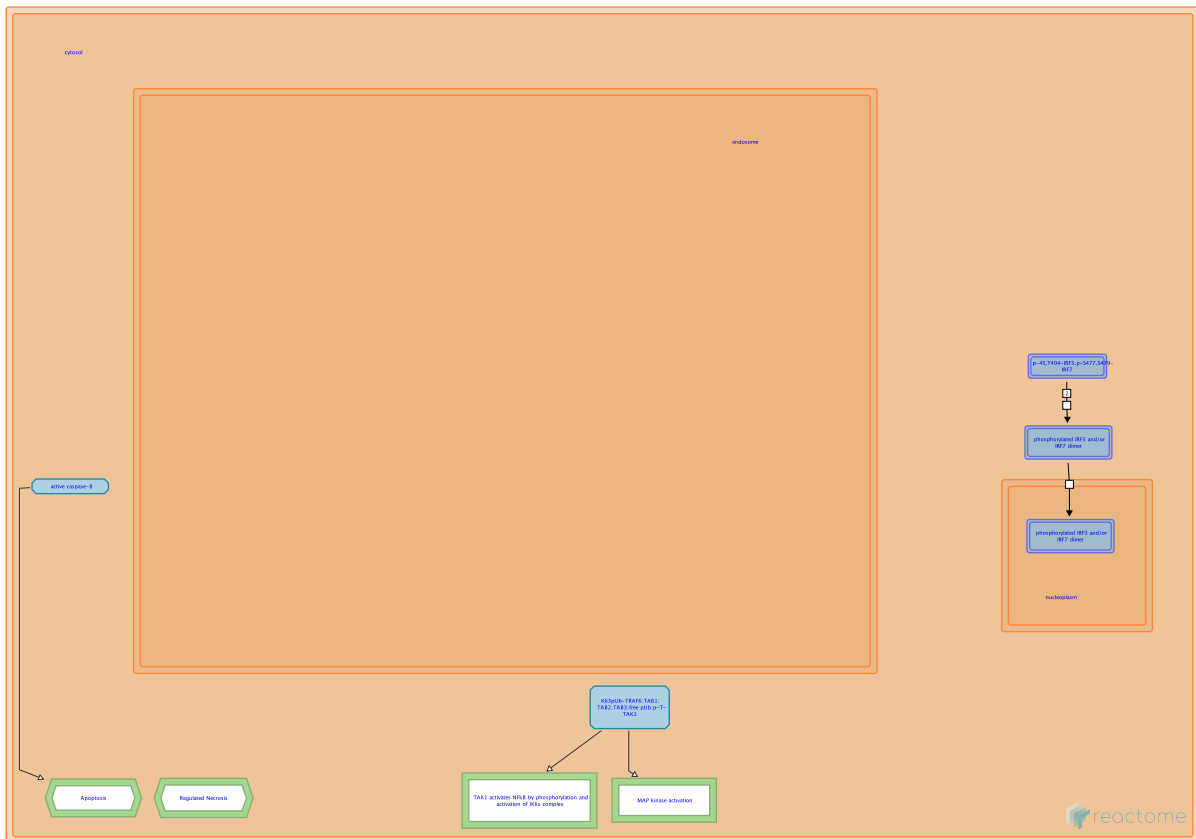 cytosol
endosome
p-4S,T404-IRF3,p-S477,S479-
IRF7
2
phosphorylated IRF3 and/or
IRF7 dimer
active caspase-8
phosphorylated IRF3 and/or
IRF7 dimer
nucleoplasm
K63pUb-TRAF6:TAB1:
TAB2,TAB3:free pUb:p-T-
TAK1
Apoptosis
Regulated Necrosis
TAK1 activates NFkB by phosphorylation and
activation of IKKs complex
MAP kinase activation
reactome